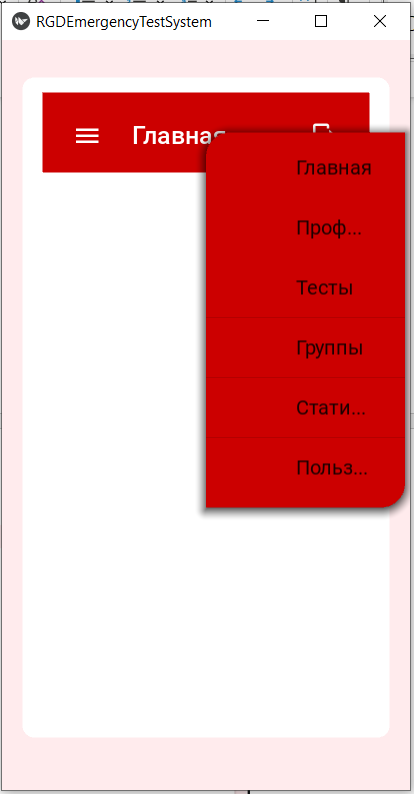 RGDEmergencyTestSystem
Главная
Главная
Проф...
Тесты
Группы
Стати...
Польз...